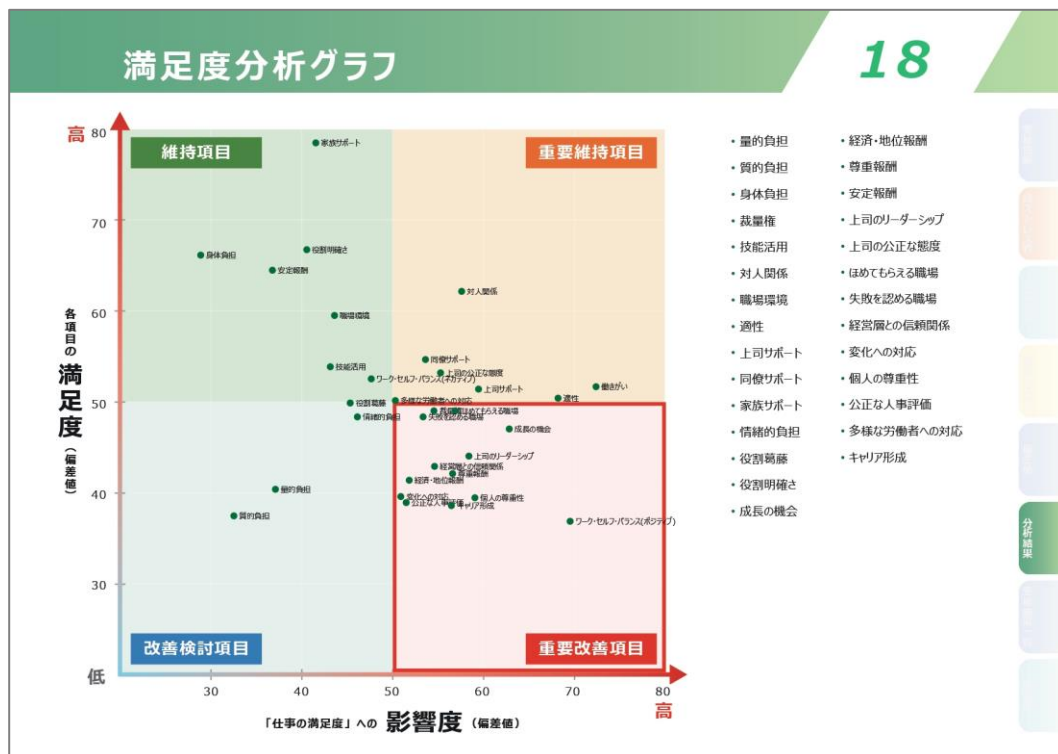 満足度分析グラフ
18
高
80
70
60
50
40
30
低
各項目の 満足度 (偏差値)
維持項目
重要維持項目
改善検討項目
重要改善項目
家族サポート
役割明確さ
身体負担
安定報酬
対人関係
職場環境
同僚サポート
技能活用
上司の公正な態度
ワーク・セルフ・バランス(ネガティブ)
上司サポート
働きがい
多様な労働者への対応
適性
役割葛藤
ほめてもらえる職場
情緒的負担
失敗を認める職場
成長の機会
上司のリーダーシップ
経営層との信頼関係
尊重報酬
経済・地位報酬
量的負担
変化への対応
個人の尊重性
公正な人事評価
キャリア形成
質的負担
ワーク・セルフ・バランス(ポジティブ)
30
40
50
60
70
80
高
「仕事の満足度」への 影響度 (偏差値)
・量的負担
・質的負担
・身体負担
・裁量権
・技能活用
・対人関係
・職場環境
・適性
・上司サポート
・同僚サポート
・家族サポート
・情緒的負担
・役割葛藤
・役割明確さ
・成長の機会
・経済・地位報酬
・尊重報酬
・安定報酬
・上司のリーダーシップ
・上司の公正な態度
・ほめてもらえる職場
・失敗を認める職場
・経営層との信頼関係
・変化への対応
・個人の尊重性
・公正な人事評価
・多様な労働者への対応
・キャリア形成
分析結果